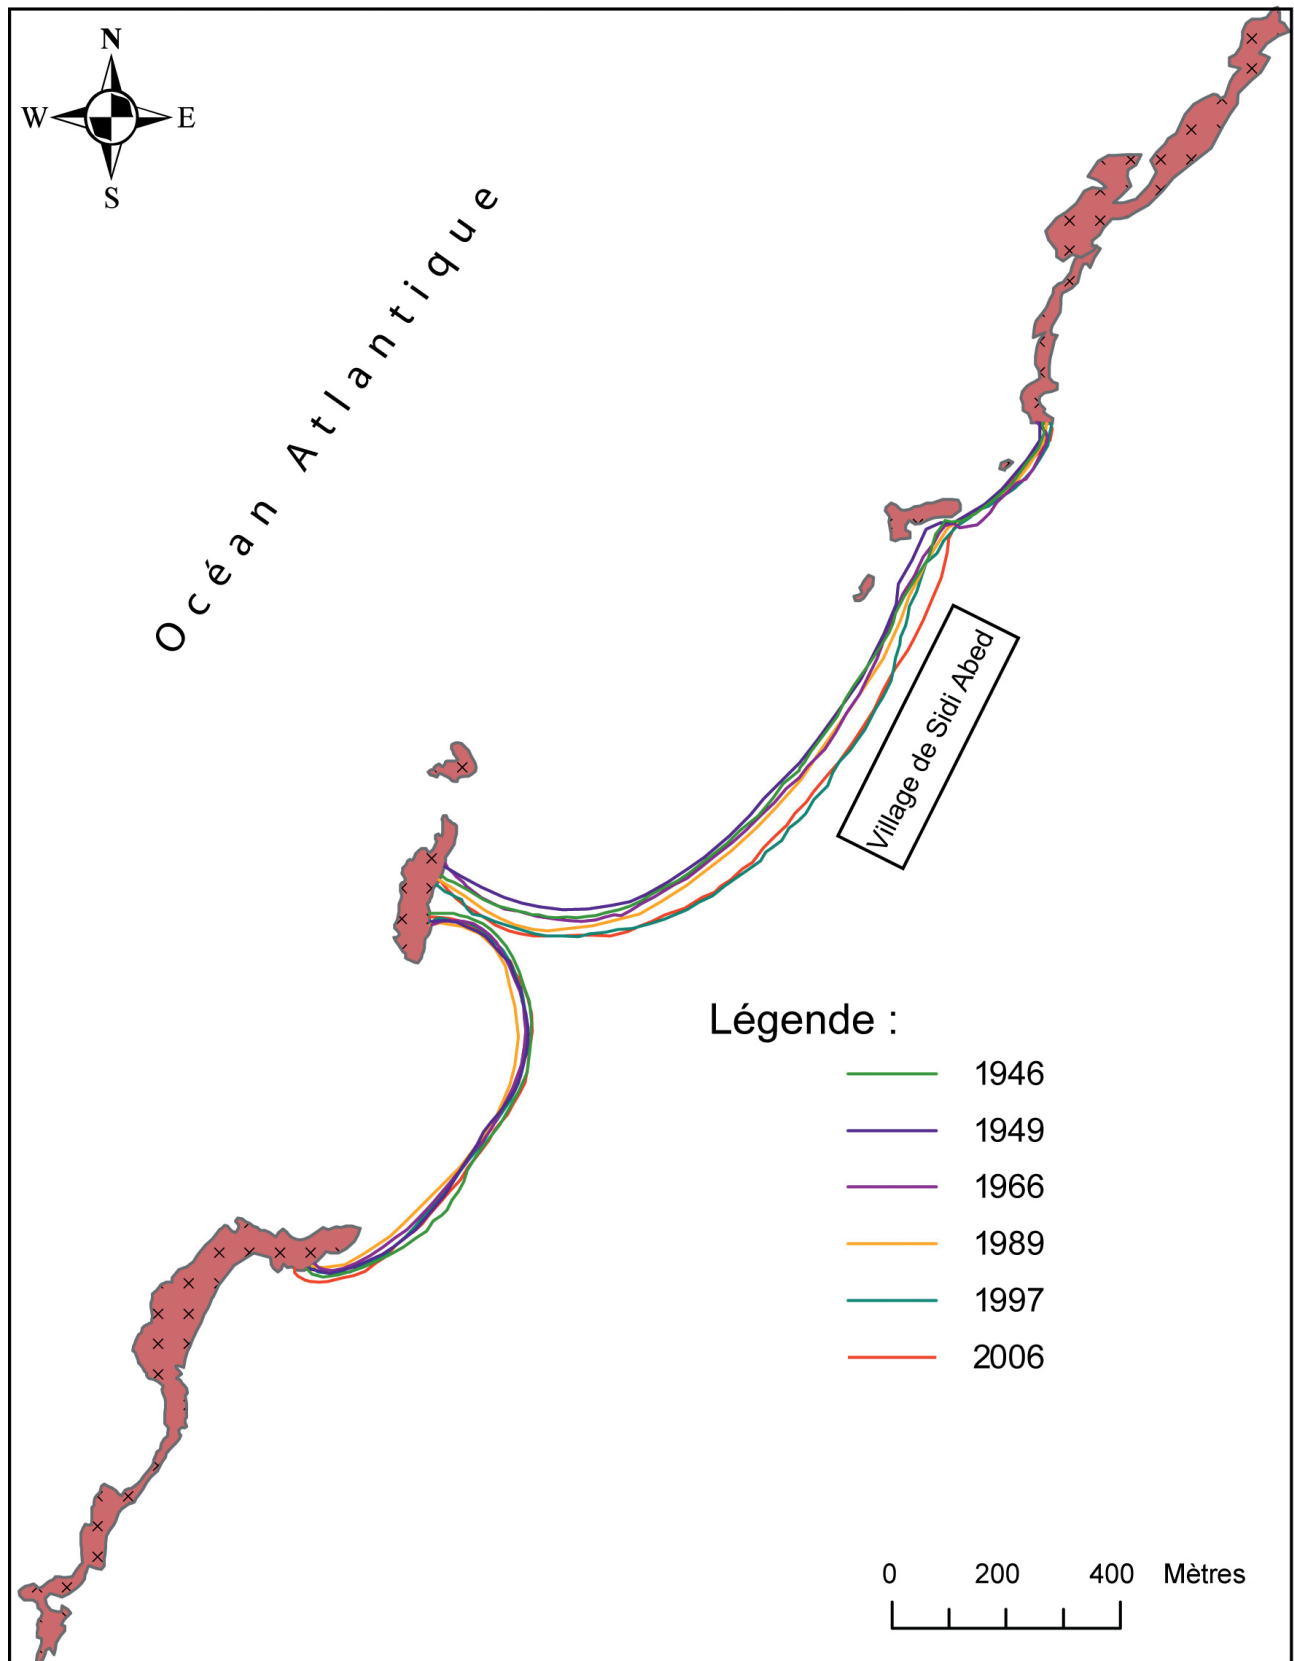 N
W E
S
Océan Atlantique
Village de Sidi Abed
Légende :
1946
1949
1966
1989
1997
2006
0 200 400 Mètres